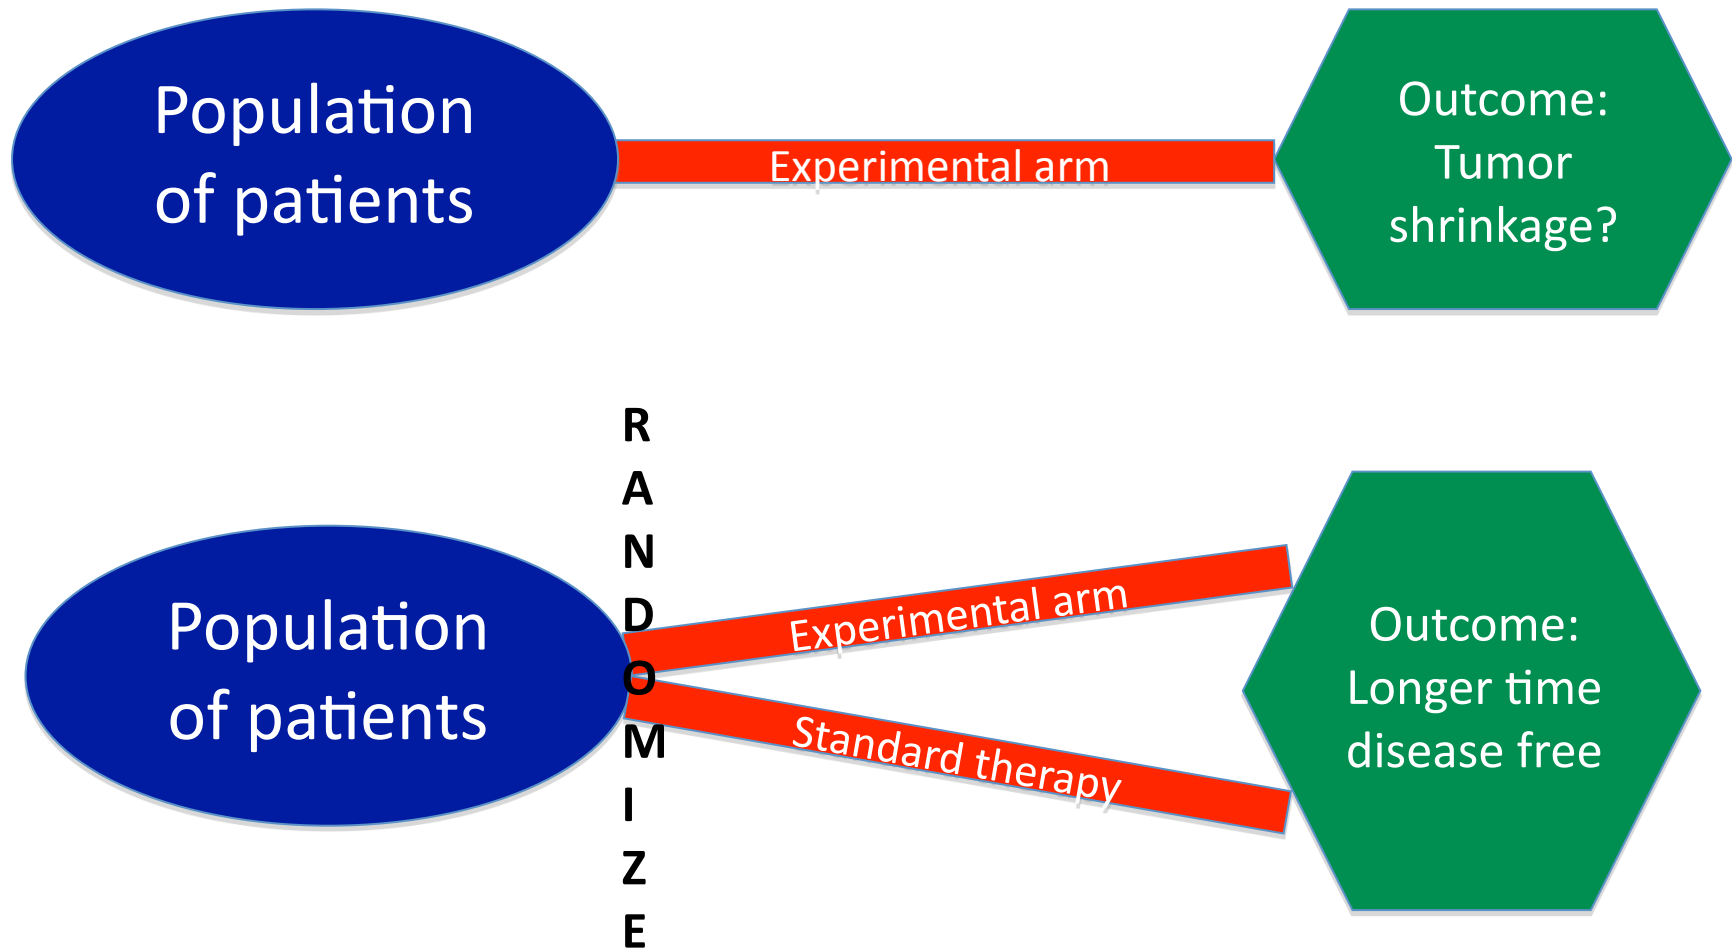 Population
of patients
Experimental arm
Outcome:
Tumor
shrinkage?
R
A
N
D
O
M
I
Z
E
Population
of patients
Experimental arm
Standard therapy
Outcome:
Longer time
disease free